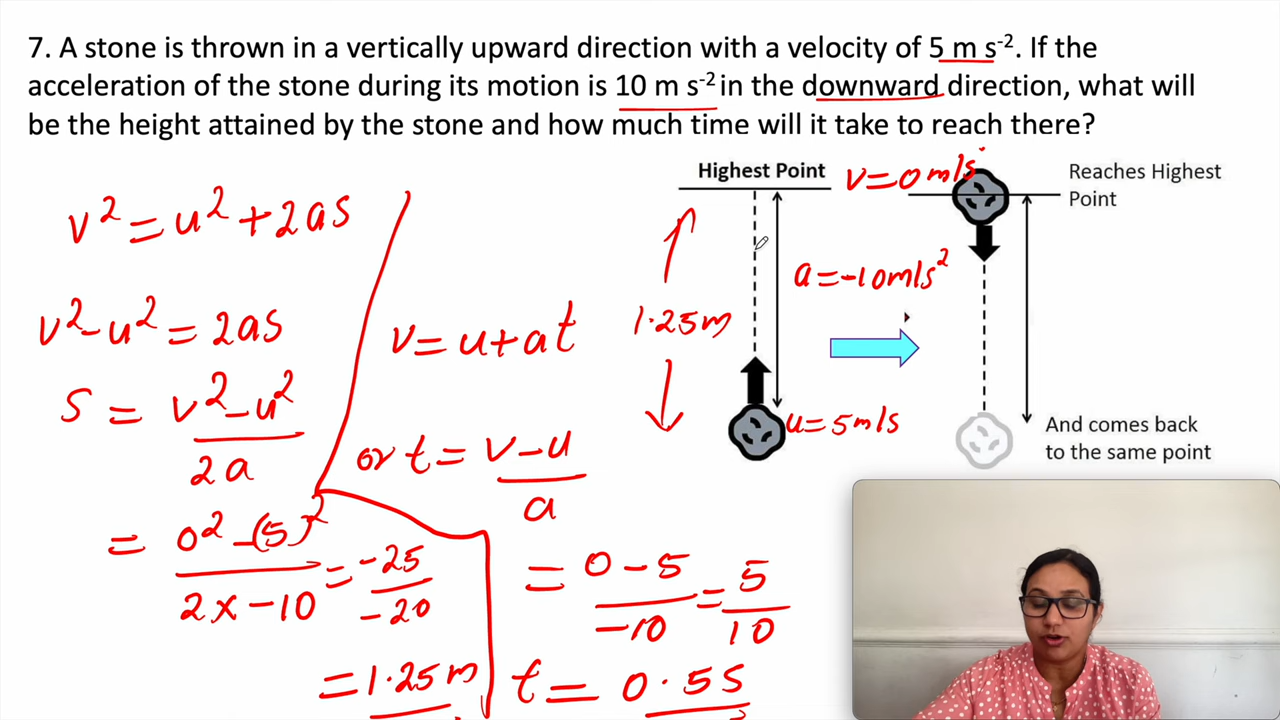 7. A stone is thrown in a vertically upward direction with a velocity of 5 m s⁻². If the
acceleration of the stone during its motion is 10 m s⁻² in the downward direction, what will
be the height attained by the stone and how much time will it take to reach there?
v² = u² + 2as
v² - u² = 2as
s = v² - u²
2a
= 0² - (5)²
2x - 10
= -25
-20
= 1.25 m
v = u + at
or t = v - u
a
= 0 - 5
-10
= 5
10
t = 0.5s
Highest Point
v = 0 m/s
Reaches Highest
Point
a = -10 m/s²
1.25m
u = 5 m/s
And comes back
to the same point